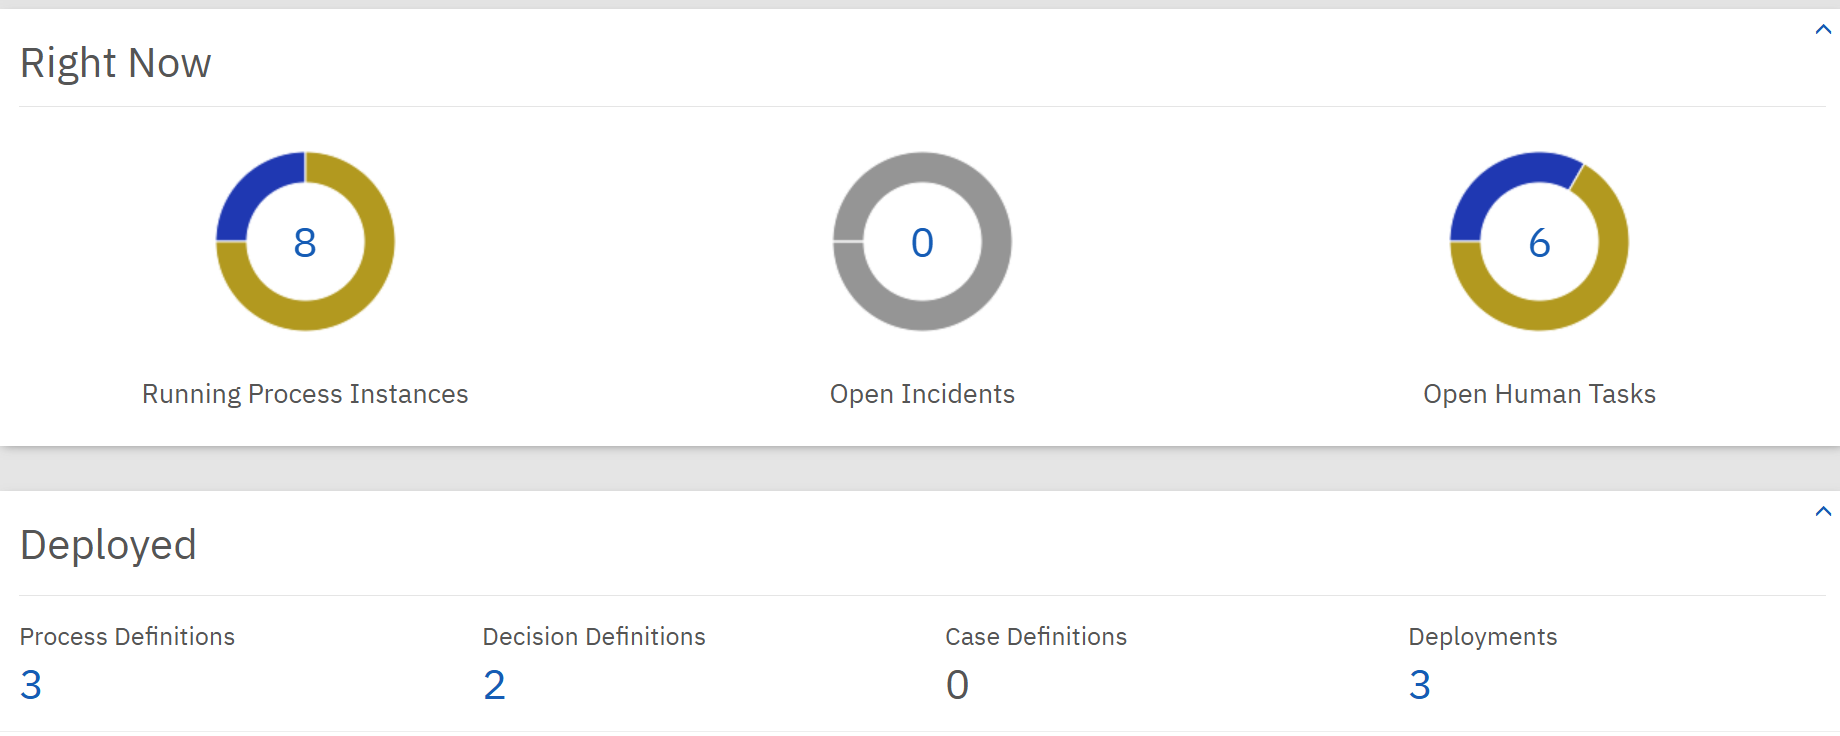 Right Now
8
0
6
Running Process Instances
Open Incidents
Open Human Tasks
Deployed
Process Definitions
Decision Definitions
Case Definitions
Deployments
3
2
0
3